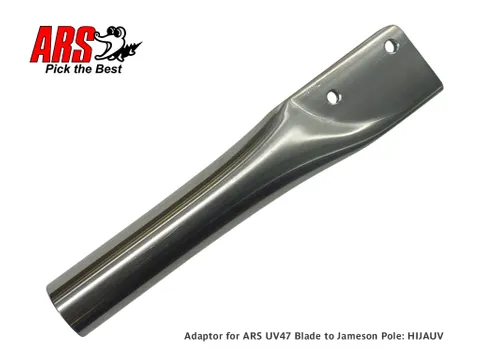 ARS
Pick the Best
Adaptor for ARS UV47 Blade to Jameson Pole: HIJAUV